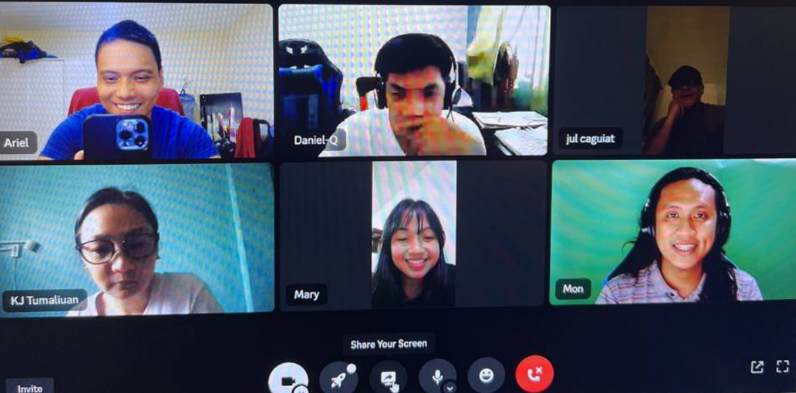 Ariel
Daniel-Q
jul caguiat
KJ Tumaliuan
Mary
Mon
Share Your Screen
Invite